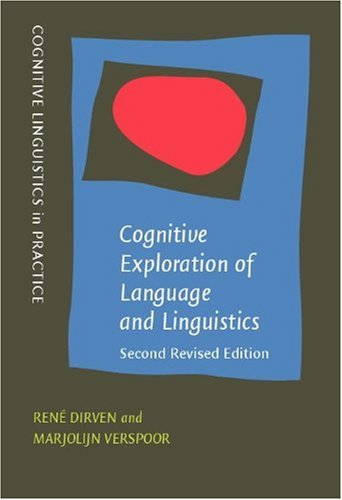 COGNITIVE LINGUISTICS in PRACTICE
Cognitive
Exploration of
Language
and Linguistics
Second Revised Edition
RENÉ DIRVEN and
MARJOLIJN VERSPOOR